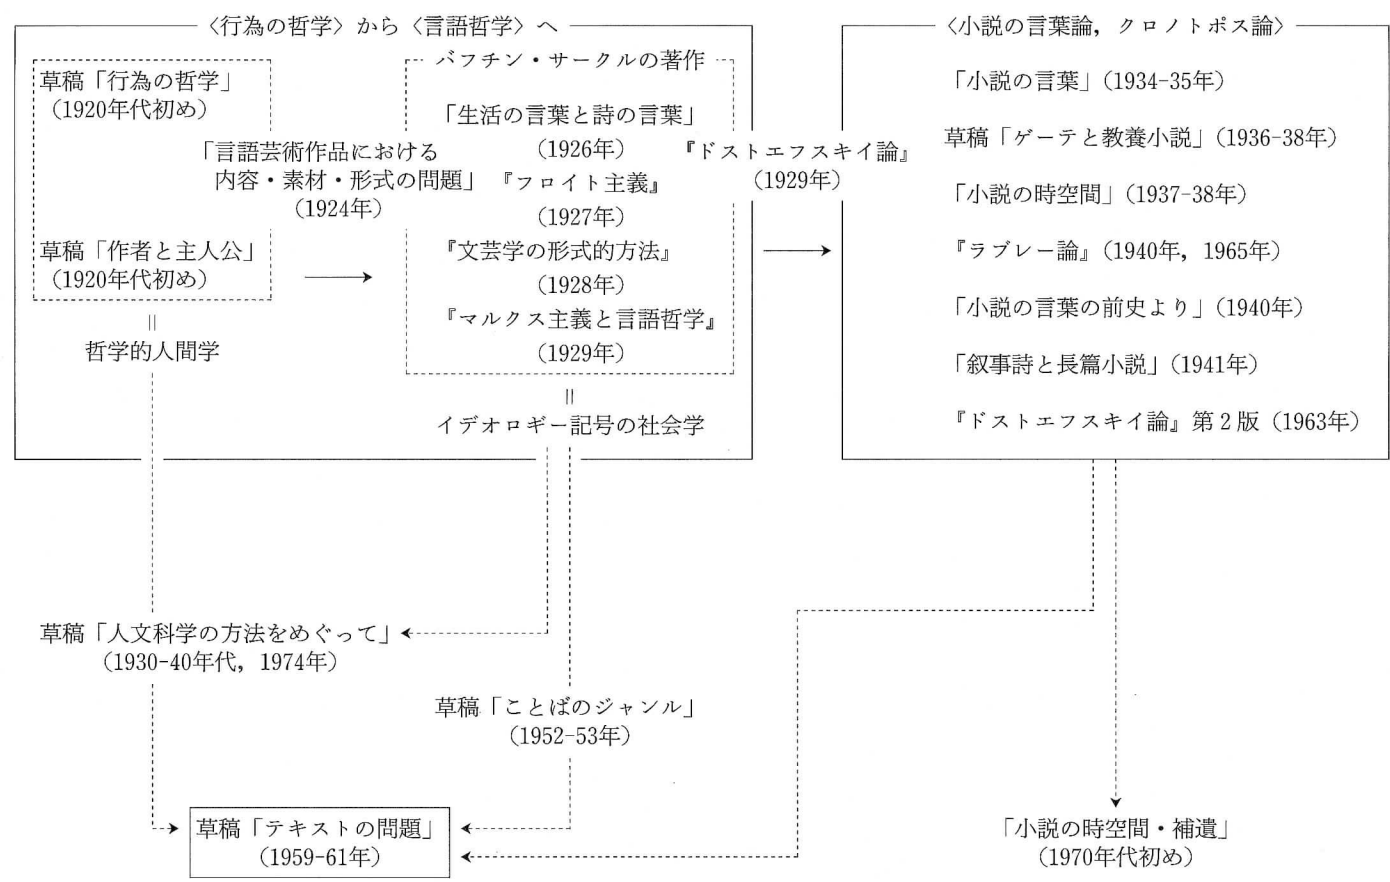 〈行為の哲学〉から〈言語哲学〉へ
草稿「行為の哲学」
(1920年代初め)
「言語芸術作品における
内容・素材・形式の問題」
(1924年)
草稿「作者と主人公」
(1920年代初め)
=
哲学的人間学
バフチン・サークルの著作
「生活の言葉と詩の言葉」
(1926年)
『フロイト主義』
(1927年)
『文芸学の形式的方法』
(1928年)
『マルクス主義と言語哲学』
(1929年)
=
イデオロギー記号の社会学
『ドストエフスキイ論』
(1929年)
〈小説の言葉論,クロノトポス論〉
「小説の言葉」(1934-35年)
草稿「ゲーテと教養小説」(1936-38年)
「小説の時空間」(1937-38年)
『ラブレー論』(1940年,1965年)
「小説の言葉の前史より」(1940年)
「叙事詩と長篇小説」(1941年)
『ドストエフスキイ論』第2版(1963年)
草稿「人文科学の方法をめぐって」
(1930-40年代,1974年)
草稿「ことばのジャンル」
(1952-53年)
草稿「テキストの問題」
(1959-61年)
「小説の時空間・補遺」
(1970年代初め)